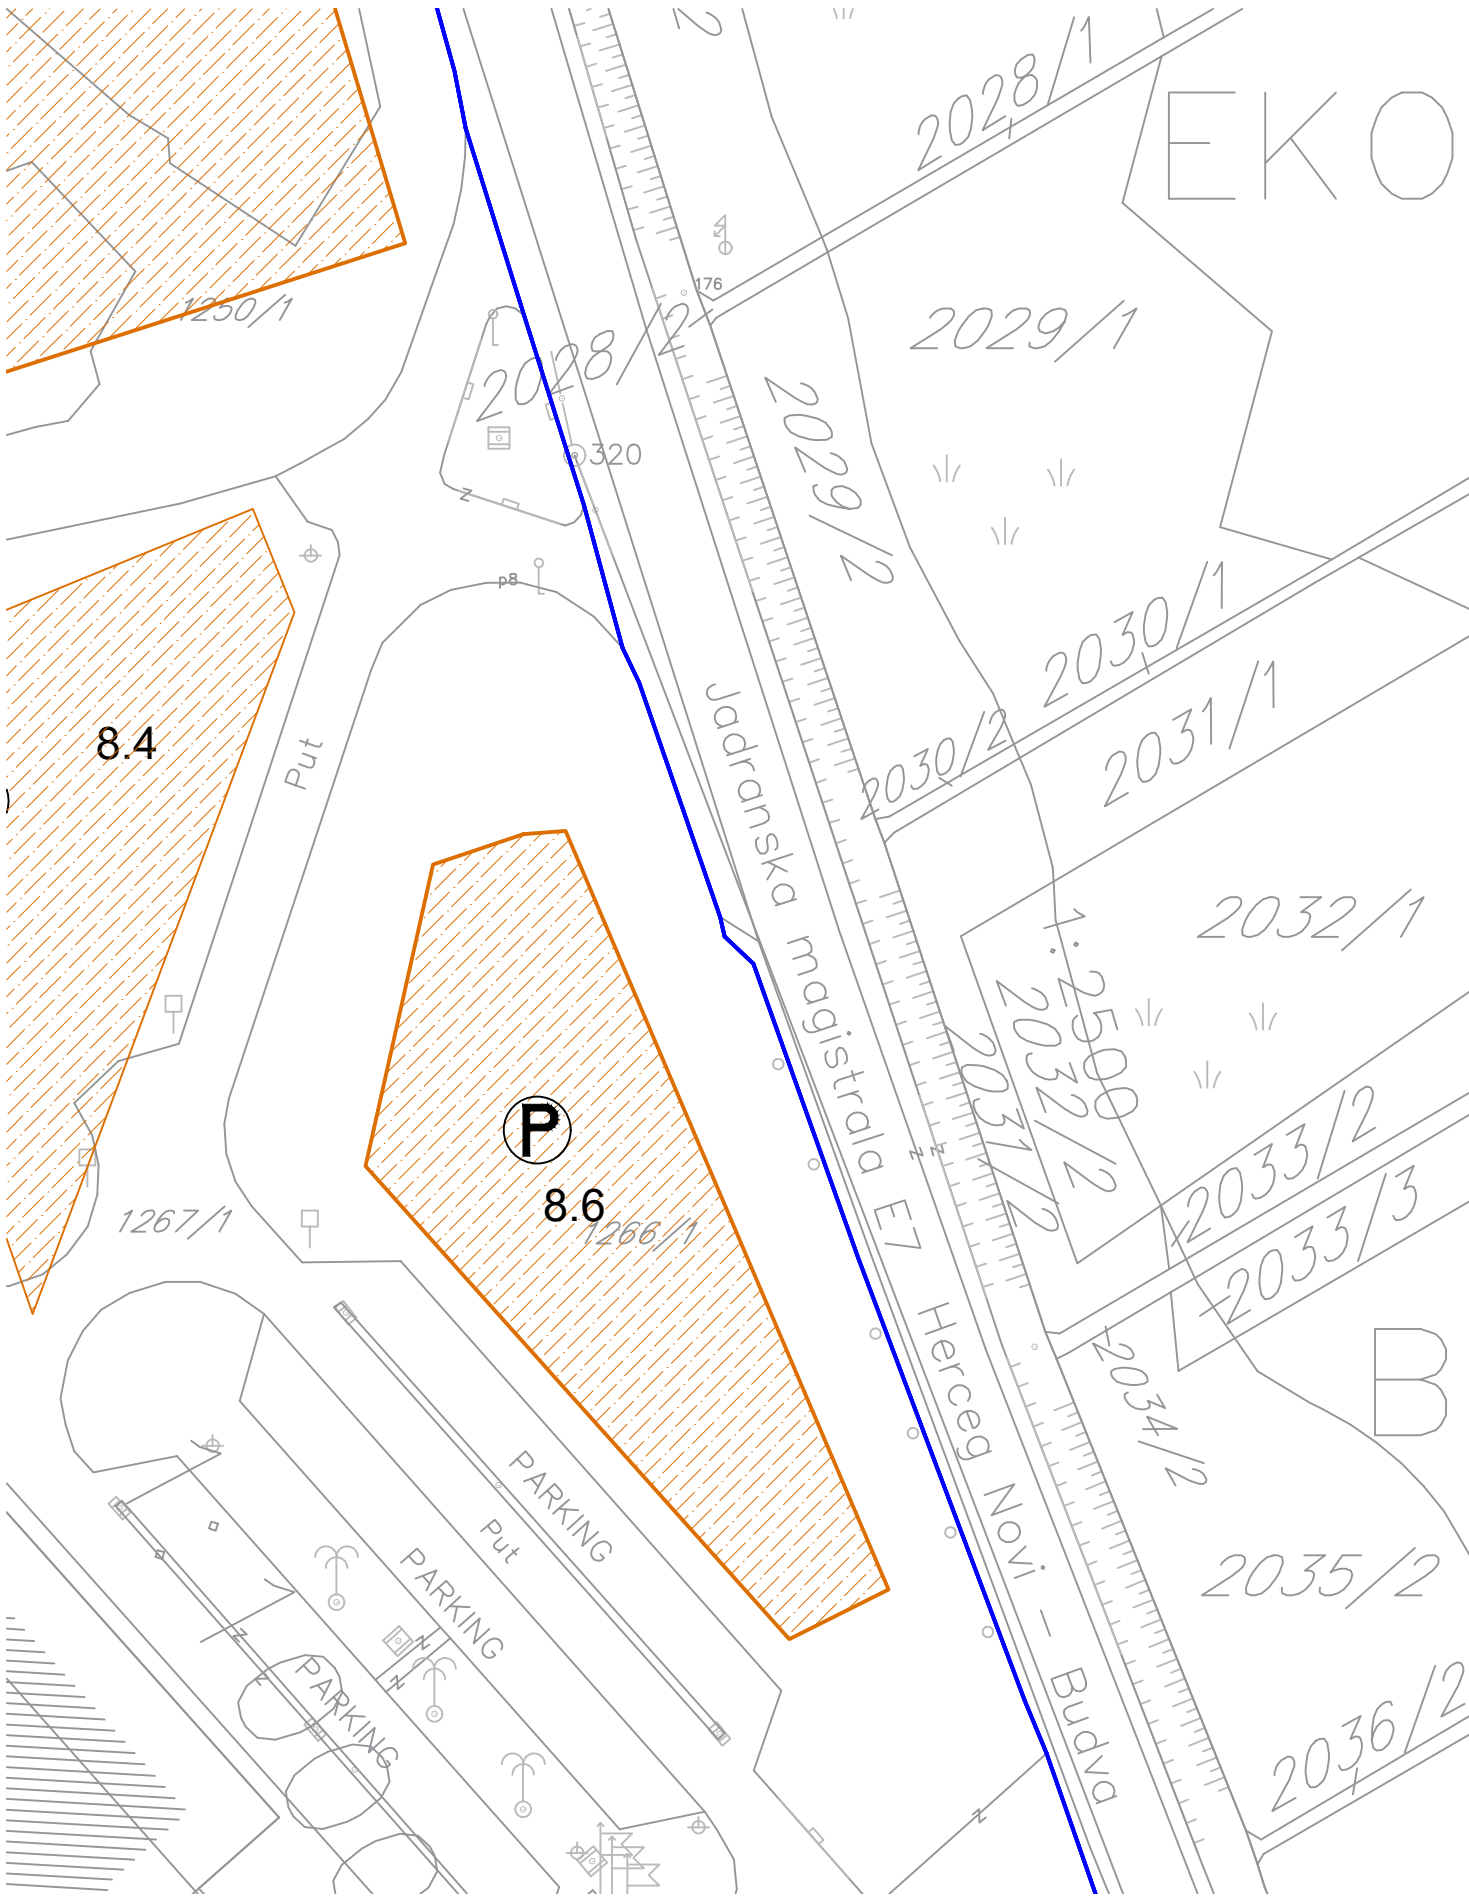 2028/1
EKO
176
1250/1
2028/2
2029/1
320
2029/2
z
p8
2030/1
8.4
Put
2031/1
2030/2
Jadranska magistrala E7 Herceg Novi - Budva
2032/1
1:2500
2032/2
2031/2
P
8.6
z
z
2033/2
1267/1
1266/1
2033/3
B
2034/2
PARKING
Put
PARKING
2035/2
z
z
z
PARKING
2036/2
z